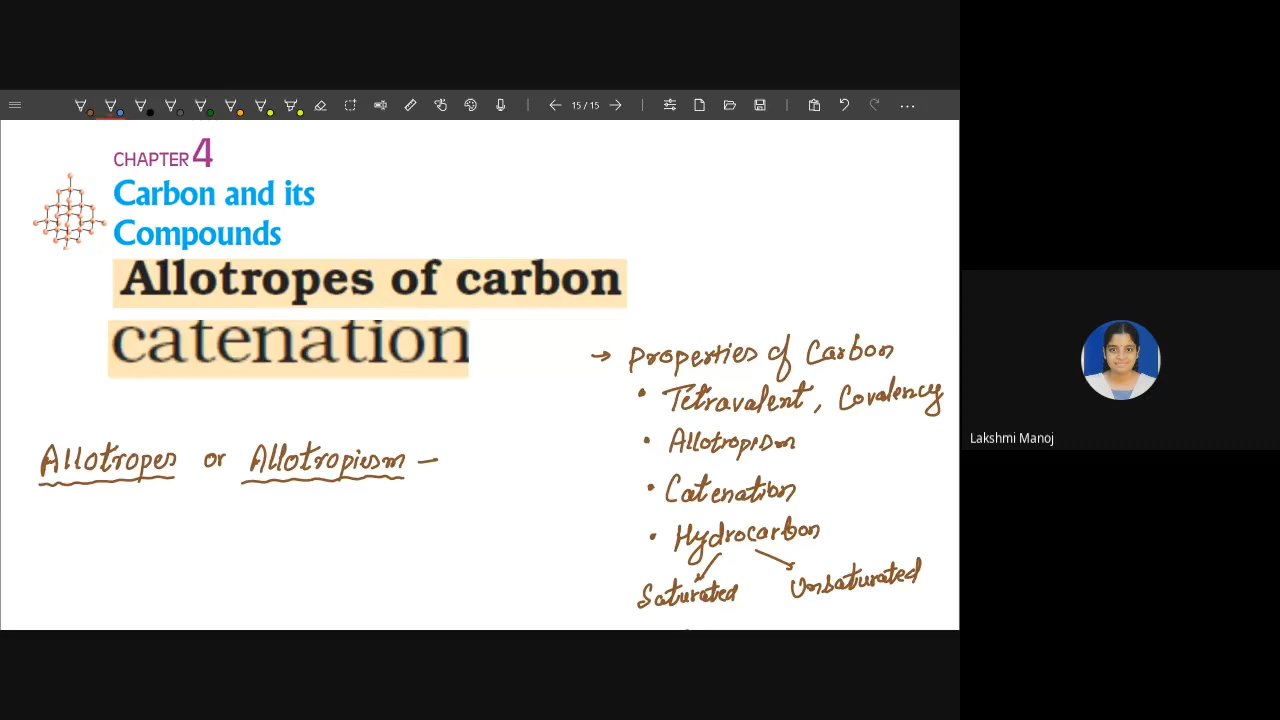 15 / 15
CHAPTER 4
Carbon and its
Compounds
Allotropes of carbon
catenation
→ Properties of Carbon
• Tetravalent, Covalency
• Allotropism
• Catenation
• Hydrocarbon
Saturated Unsaturated
Allotropes or Allotropiesm –
Lakshmi Manoj